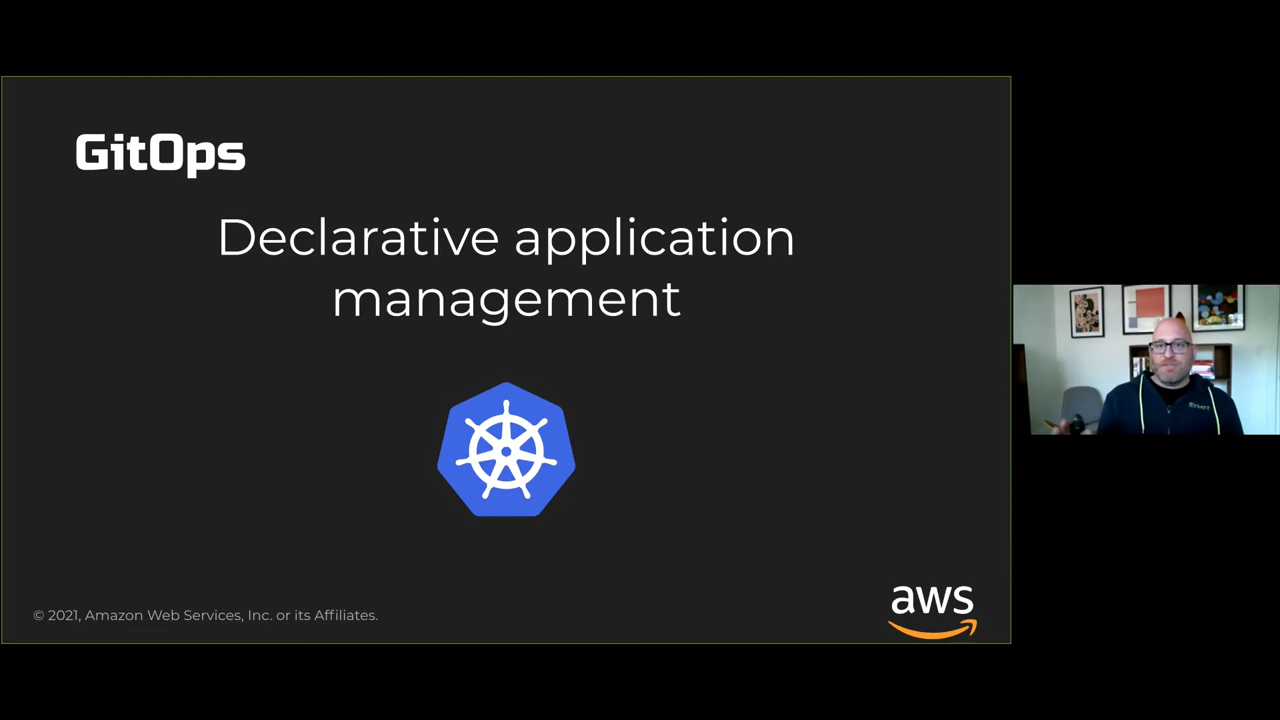 GitOps
Declarative application
management
© 2021, Amazon Web Services, Inc. or its Affiliates.
aws